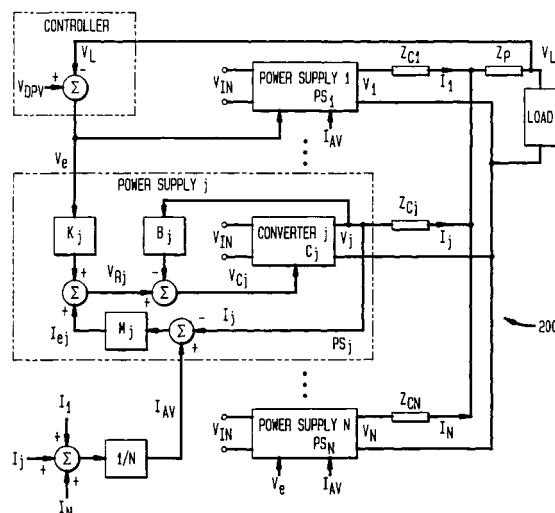 CONTROLLER
V_L
-
V_DPV
+
Σ
V_e
V_IN
POWER SUPPLY 1
PS_1
V_1
I_AV
Z_C1
I_1
Z_P
V_L
LOAD
POWER SUPPLY j
K_j
B_j
V_IN
CONVERTER j
C_j
V_j
Z_Cj
I_j
+
Σ
+
V_Rj
-
+
Σ
V_Cj
I_ej
M_j
Σ
-
+
I_j
PS_j
200
I_1
I_AV
+
I_j
+
Σ
+
I_N
1/N
V_IN
POWER SUPPLY N
PS_N
V_N
Z_CN
I_N
V_e
I_AV